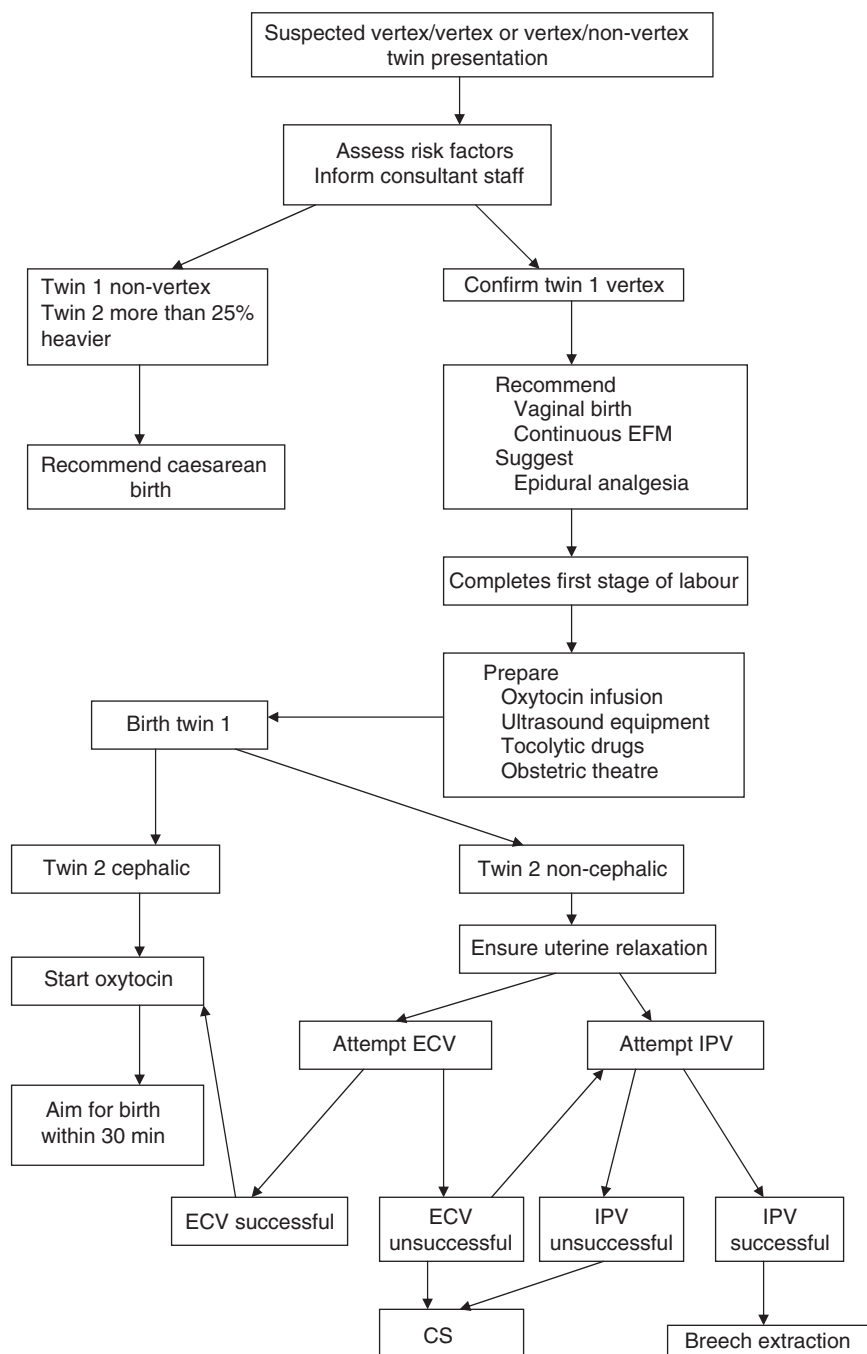 Suspected vertex/vertex or vertex/non-vertex
twin presentation
Assess risk factors
Inform consultant staff
Twin 1 non-vertex
Twin 2 more than 25%
heavier
Confirm twin 1 vertex
Recommend
Vaginal birth
Continuous EFM
Suggest
Epidural analgesia
Recommend caesarean
birth
Completes first stage of labour
Prepare
Oxytocin infusion
Ultrasound equipment
Tocolytic drugs
Obstetric theatre
Birth twin 1
Twin 2 cephalic
Twin 2 non-cephalic
Ensure uterine relaxation
Start oxytocin
Attempt ECV
Attempt IPV
Aim for birth
within 30 min
ECV successful
ECV
unsuccessful
IPV
unsuccessful
IPV
successful
CS
Breech extraction